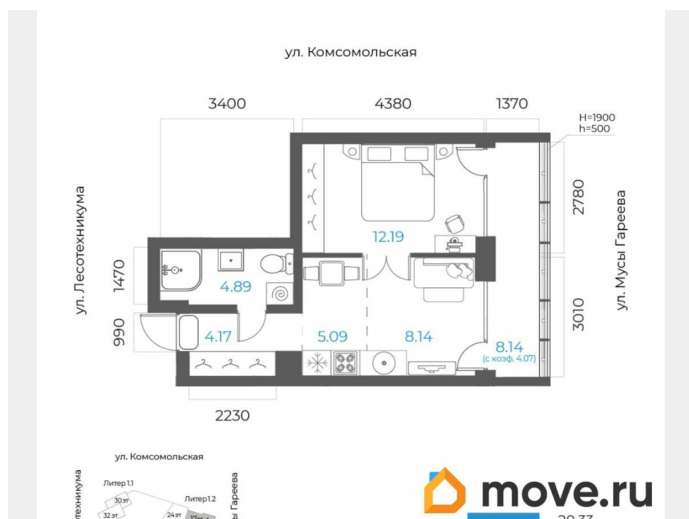 ул. Комсомольская
3400
4380
1370
H=1900
h=500
ул. Лесотехникума
1470
990
2780
3010
ул. Мусы Гареева
12.19
4.89
4.17
5.09
8.14
8.14
(с коэф. 4.07)
2230
ул. Комсомольская
Литер 1.1
30 эт
32 эт
24 эт
Литер 1.2
move.ru